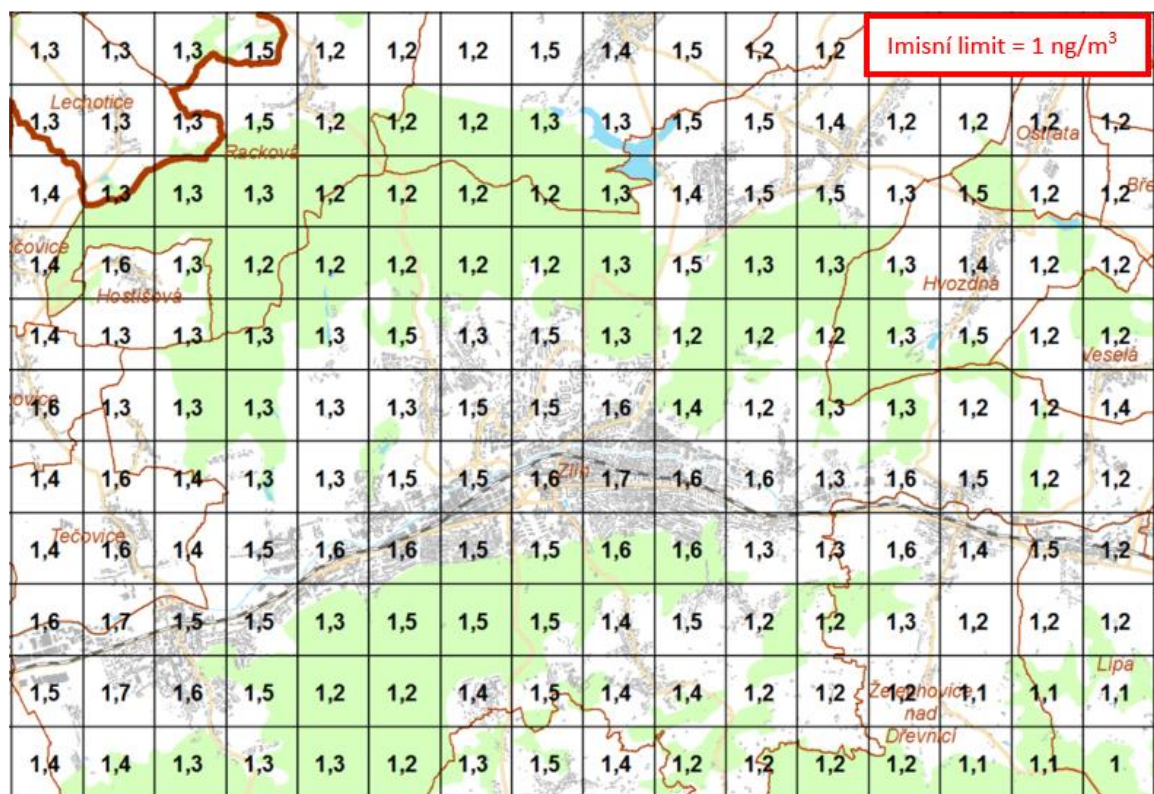 Imisní limit = 1 ng/m³
1,3 1,3 1,3 1,5 1,2 1,2 1,2 1,5 1,4 1,5 1,2 1,2
Lechotice
Ostrata
1,3 1,3 1,3 1,5 1,2 1,2 1,2 1,3 1,3 1,5 1,5 1,4 1,2 1,2 1,2 1,2
Racková
Bře
1,4 1,3 1,3 1,3 1,2 1,2 1,2 1,2 1,3 1,4 1,5 1,5 1,3 1,5 1,2 1,2
čovice
1,4 1,6 1,3 1,2 1,2 1,2 1,2 1,2 1,3 1,5 1,3 1,3 1,3 1,4 1,2 1,2
Hostišová
Hvozdná
1,4 1,3 1,3 1,3 1,3 1,5 1,3 1,5 1,3 1,2 1,2 1,2 1,3 1,5 1,2 1,2
Veselá
ovice
1,6 1,3 1,3 1,3 1,3 1,3 1,5 1,5 1,6 1,4 1,2 1,3 1,3 1,2 1,2 1,4
Zlín
1,4 1,6 1,4 1,3 1,3 1,5 1,5 1,6 1,7 1,6 1,6 1,3 1,6 1,5 1,2 1,2
Tečovice
1,4 1,6 1,4 1,5 1,6 1,6 1,5 1,5 1,6 1,6 1,3 1,3 1,6 1,4 1,5 1,2
1,6 1,7 1,5 1,5 1,3 1,5 1,5 1,5 1,4 1,5 1,2 1,2 1,3 1,2 1,2 1,2
Lípa
1,5 1,7 1,6 1,5 1,2 1,2 1,4 1,5 1,4 1,4 1,2 1,2 1,2 1,1 1,1 1,1
Želechovice
nad
Dřevnicí
1,4 1,4 1,3 1,3 1,3 1,2 1,3 1,5 1,4 1,2 1,2 1,2 1,2 1,1 1,1 1